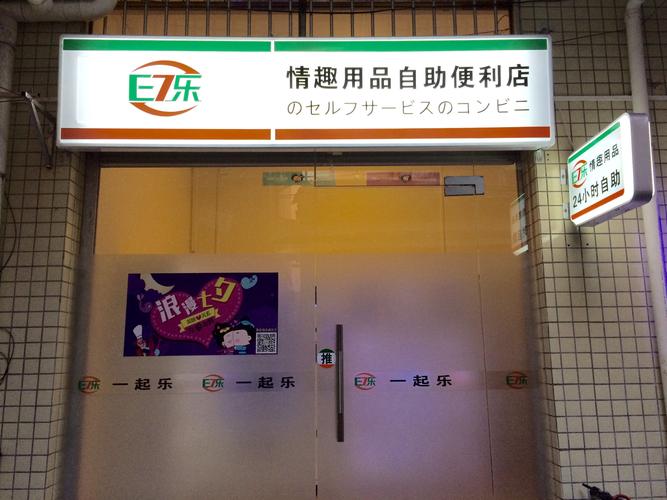 E7乐
情趣用品自助便利店
のセルフサービスのコンビニ
E7乐 情趣用品
24小时自助
浪漫七夕
推
E7乐 一起乐 E7乐 一起乐 E7乐 一起乐 E7乐